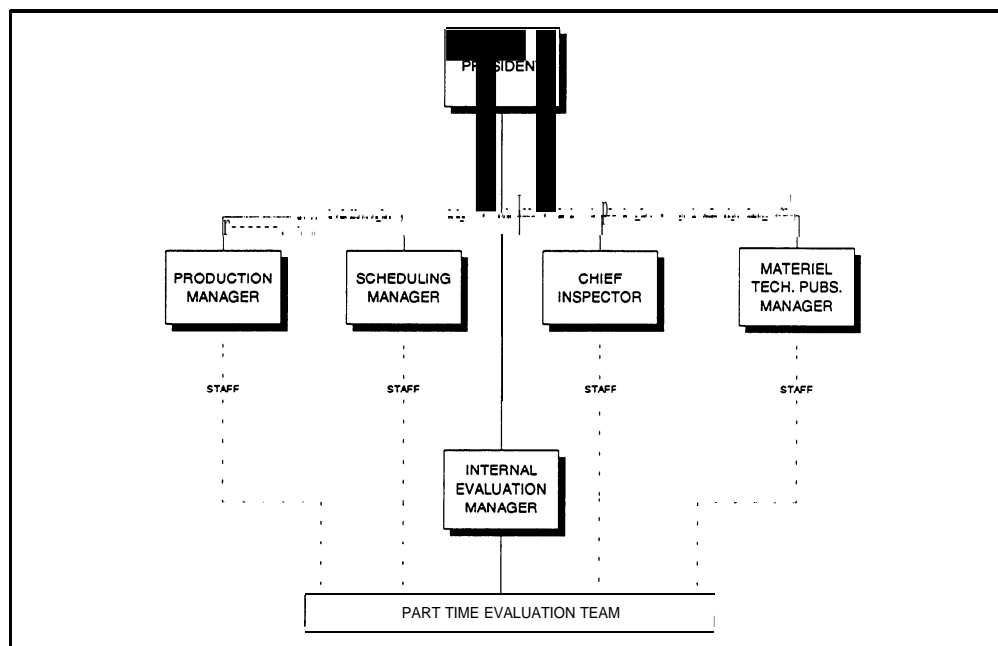 PRODUCTION
MANAGER
SCHEDULING
MANAGER
CHIEF
INSPECTOR
MATERIEL
TECH. PUBS.
MANAGER
STAFF
STAFF
STAFF
STAFF
INTERNAL
EVALUATION
MANAGER
PART TIME EVALUATION TEAM